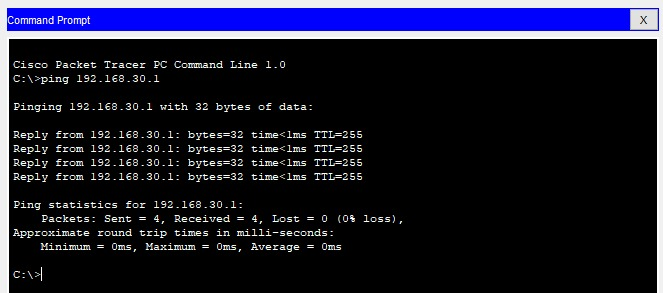 Command Prompt X
Cisco Packet Tracer PC Command Line 1.0
C:\>ping 192.168.30.1
Pinging 192.168.30.1 with 32 bytes of data:
Reply from 192.168.30.1: bytes=32 time<1ms TTL=255
Reply from 192.168.30.1: bytes=32 time<1ms TTL=255
Reply from 192.168.30.1: bytes=32 time<1ms TTL=255
Reply from 192.168.30.1: bytes=32 time<1ms TTL=255
Ping statistics for 192.168.30.1:
Packets: Sent = 4, Received = 4, Lost = 0 (0% loss),
Approximate round trip times in milli-seconds:
Minimum = 0ms, Maximum = 0ms, Average = 0ms
C:\>